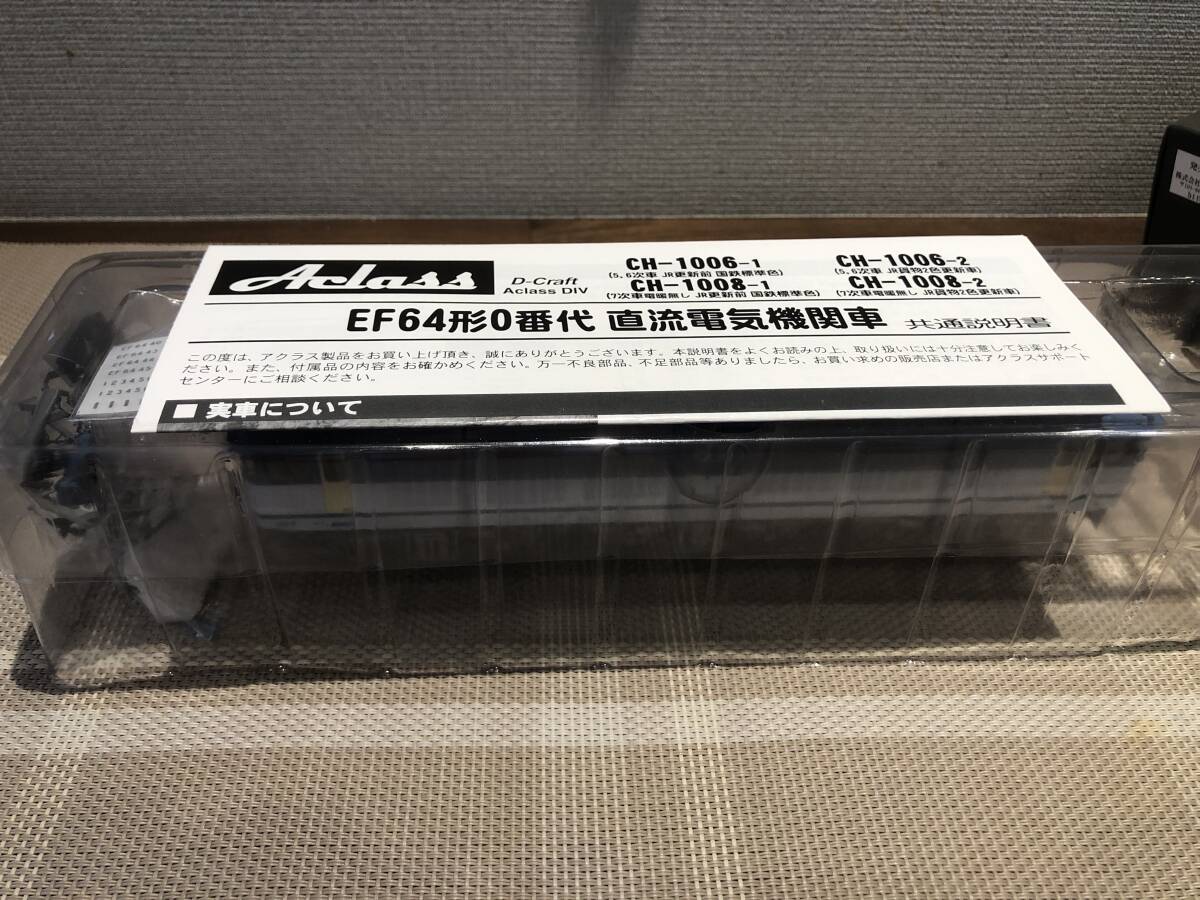 Aclass
D-Craft
Aclass DIV
CH-1006-1
(5,6次車 JR更新前 国鉄標準色)
CH-1008-1
(7次車電暖無し JR更新前 国鉄標準色)
CH-1006-2
(5,6次車 JR貨物2色更新車)
CH-1008-2
(7次車電暖無し JR貨物2色更新車)
EF64形0番代 直流電気機関車 共通説明書
この度は、アクラス製品をお買い上げ頂き、誠にありがとうございます。本説明書をよくお読みの上、取り扱いには十分注意してお楽しみく
ださい。また、付属品の内容をお確かめください。万一不良部品、不足部品等ありましたら、お買い求めの販売店またはアクラスサポート
センターにご相談ください。
■ 実車について
株式会社